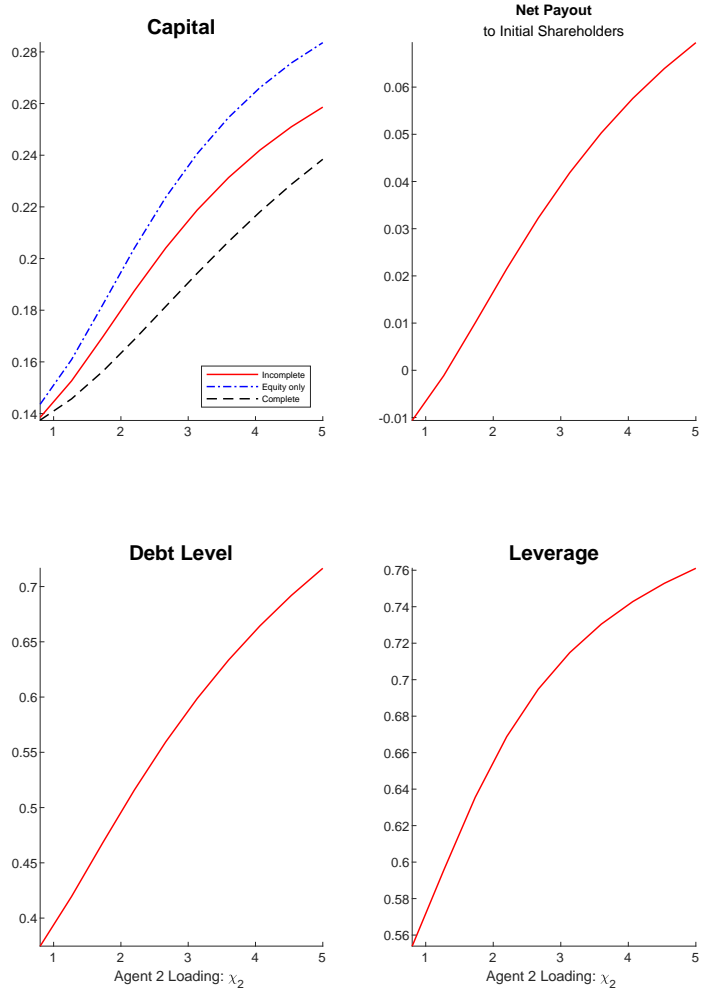 Capital
0.28
0.26
0.24
0.22
0.2
0.18
0.16
0.14
1 2 3 4 5
Incomplete
Equity only
Complete
Net Payout
to Initial Shareholders
0.06
0.05
0.04
0.03
0.02
0.01
0
-0.01
1 2 3 4 5
Debt Level
0.7
0.65
0.6
0.55
0.5
0.45
0.4
1 2 3 4 5
Agent 2 Loading: χ2
Leverage
0.76
0.74
0.72
0.7
0.68
0.66
0.64
0.62
0.6
0.58
0.56
1 2 3 4 5
Agent 2 Loading: χ2